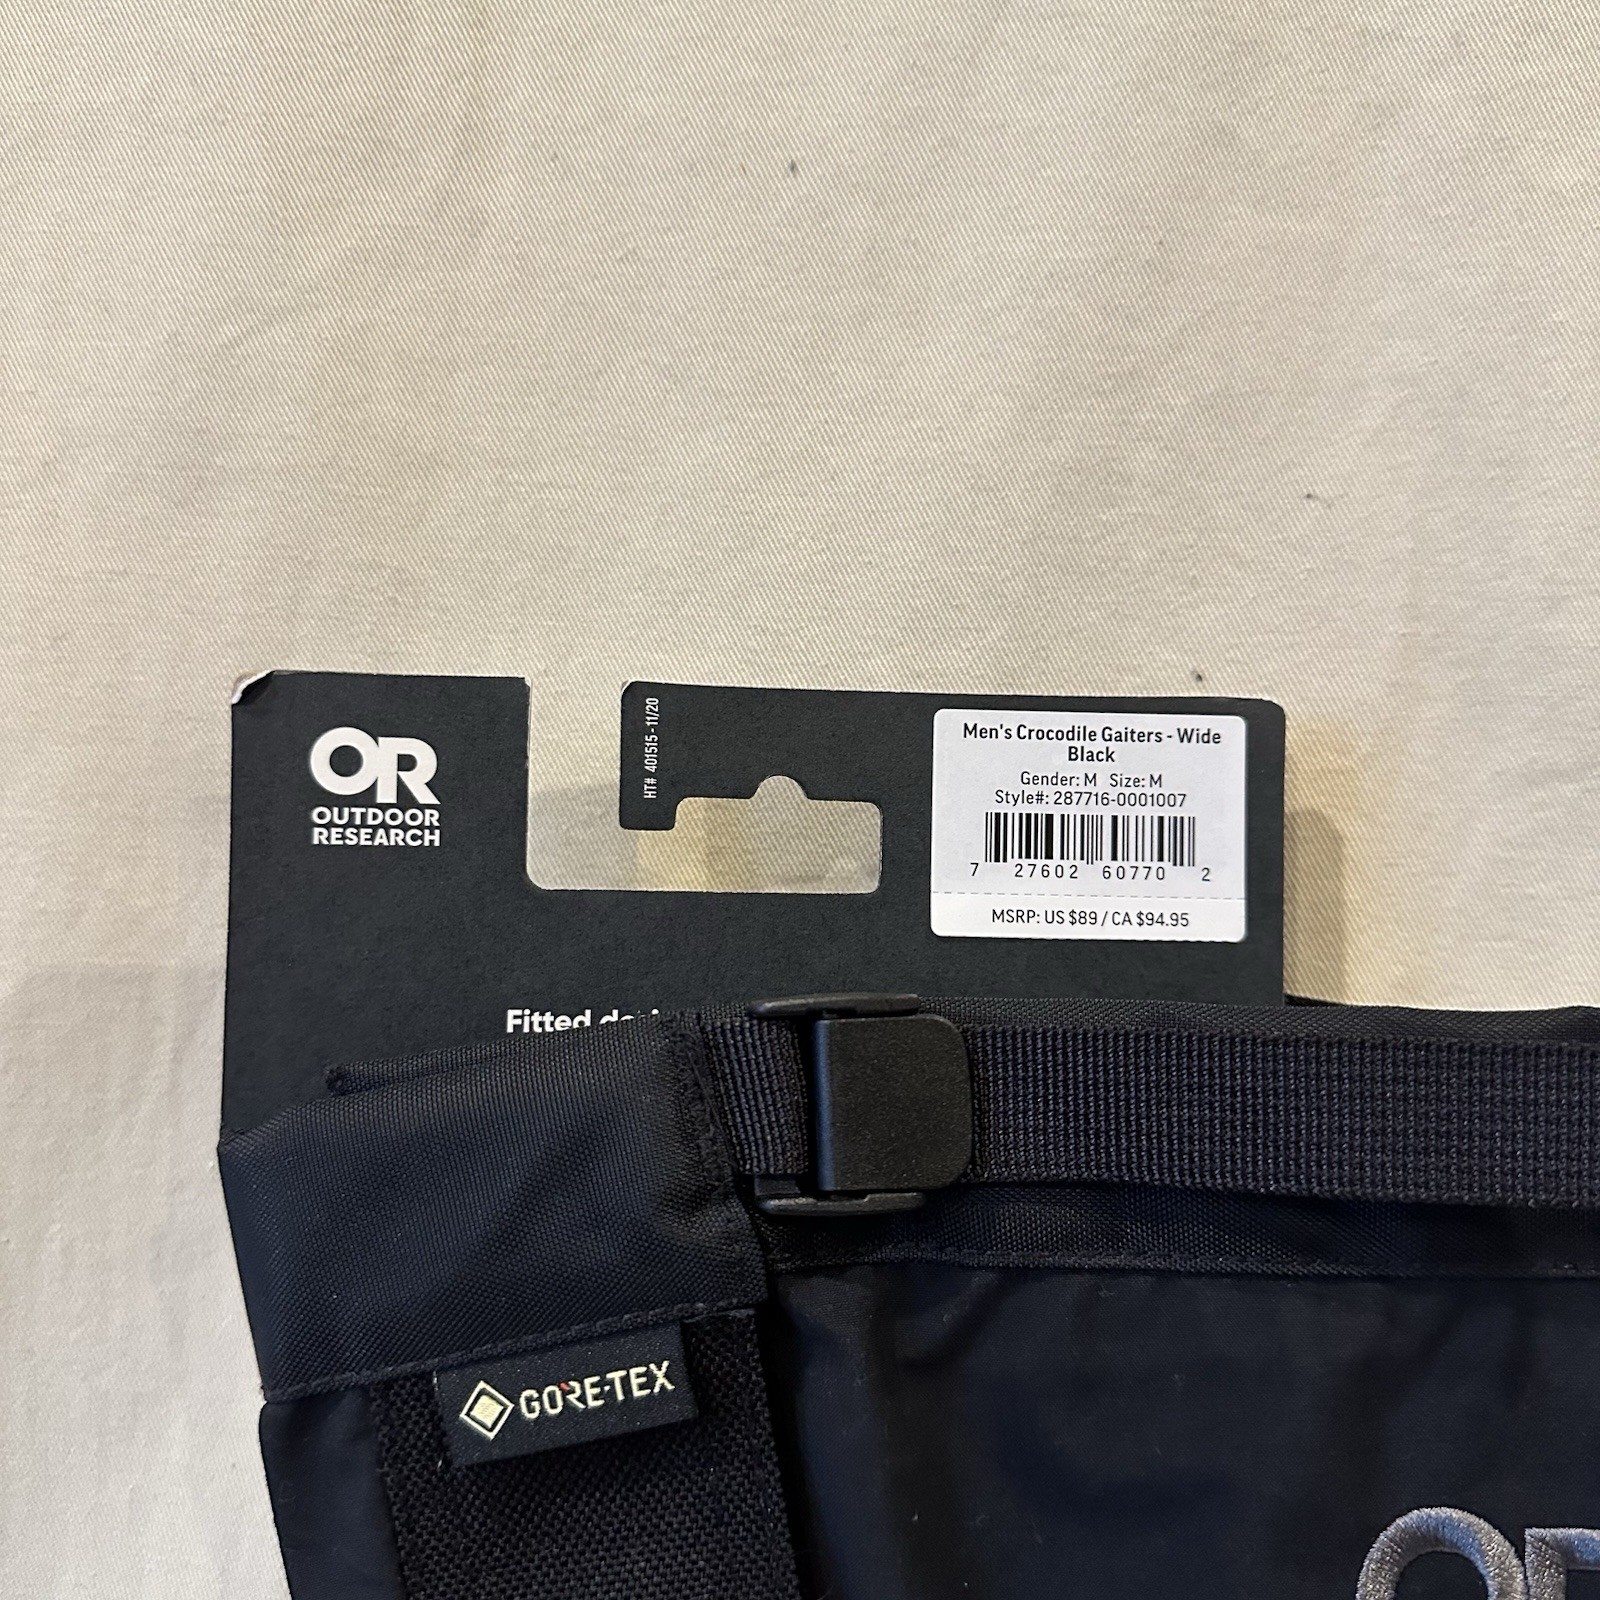 OR
OUTDOOR
RESEARCH
HT# 401515 - 11/20
Men's Crocodile Gaiters - Wide
Black
Gender: M Size: M
Style#: 287716-0001007
7 27602 60770 2
MSRP: US $89 / CA $94.95
Fitted
GORE-TEX
OR